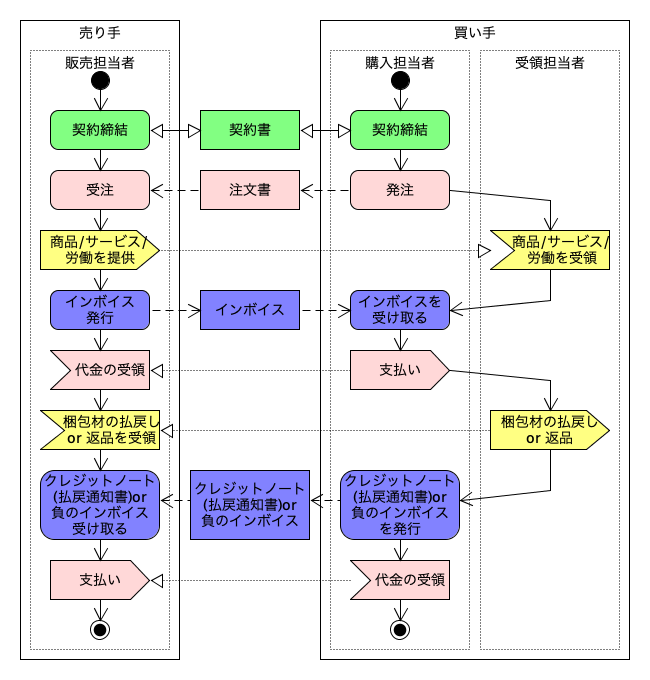 売り手
買い手
販売担当者
購入担当者
受領担当者
契約締結
契約書
契約締結
受注
注文書
発注
商品/サービス/
労働を提供
商品/サービス/
労働を受領
インボイス
発行
インボイス
インボイスを
受け取る
代金の受領
支払い
梱包材の払戻し
or 返品を受領
梱包材の払戻し
or 返品
クレジットノート
(払戻通知書)or
負のインボイス
受け取る
クレジットノート
(払戻通知書)or
負のインボイス
クレジットノート
(払戻通知書)or
負のインボイス
を発行
支払い
代金の受領